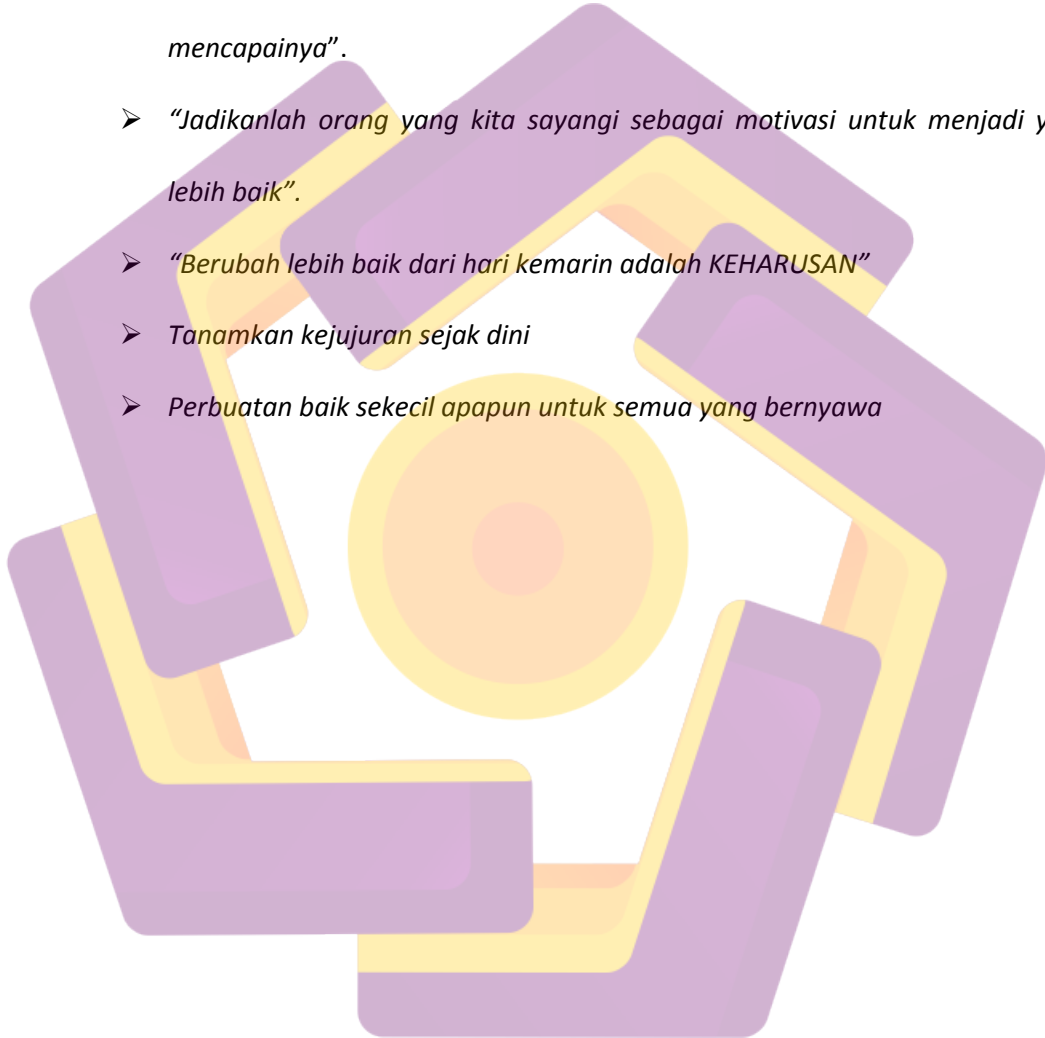 mencapainya”.
➢ “Jadikanlah orang yang kita sayangi sebagai motivasi untuk menjadi
lebih baik”.
➢ “Berubah lebih baik dari hari kemarin adalah KEHARUSAN”
➢ Tanamkan kejujuran sejak dini
➢ Perbuatan baik sekecil apapun untuk semua yang bernyawa